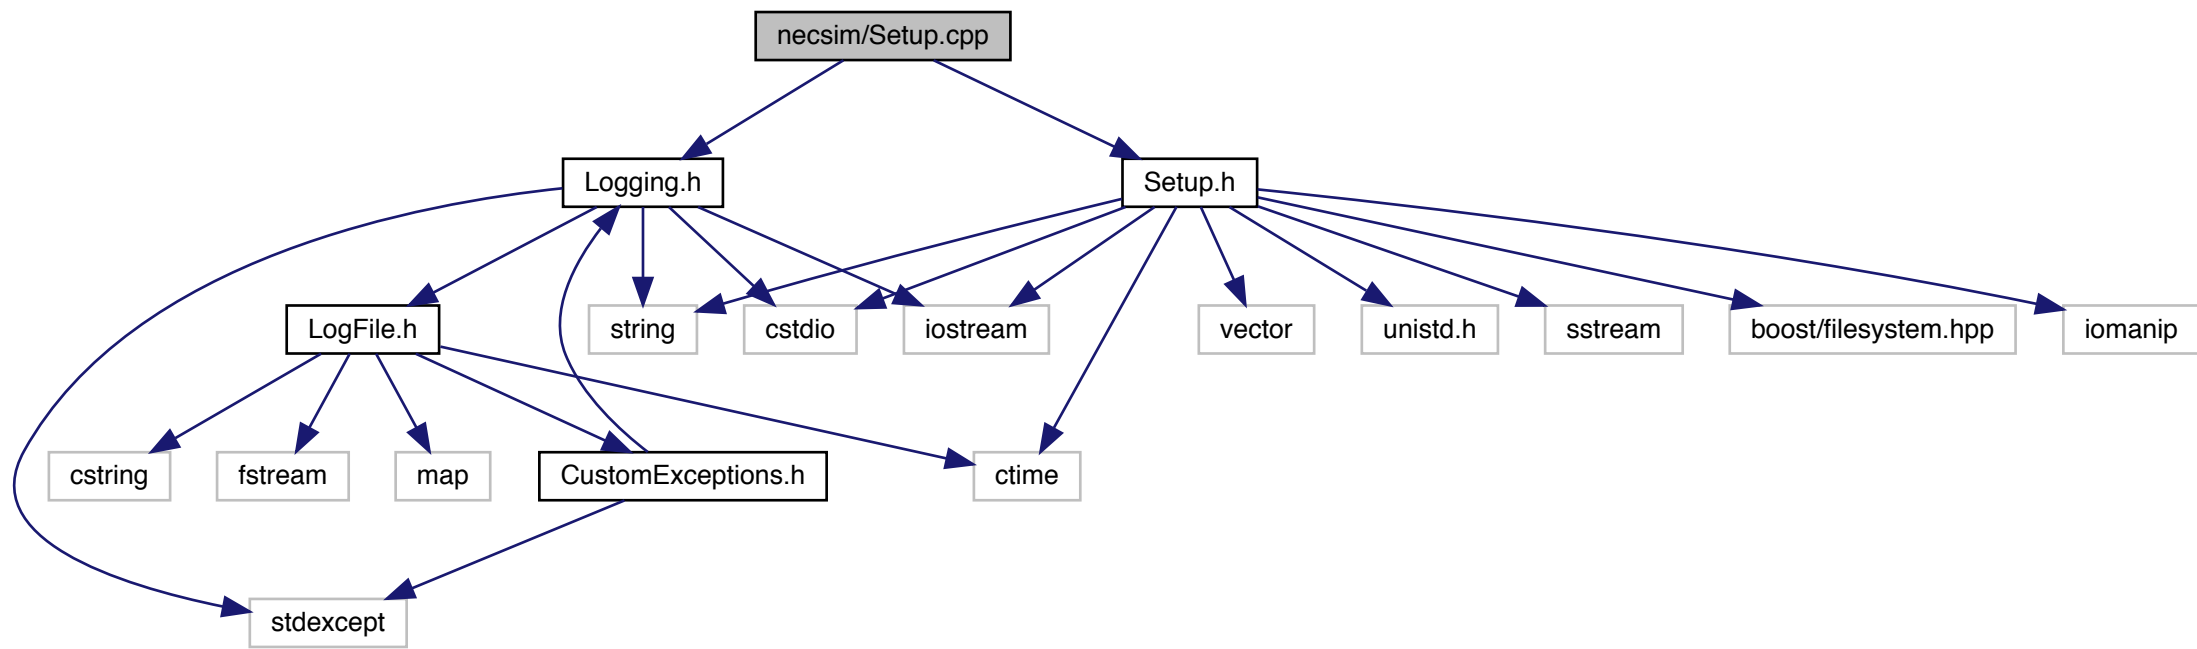 necsim/Setup.cpp
Logging.h
Setup.h
LogFile.h
string
cstdio
iostream
vector
unistd.h
sstream
boost/filesystem.hpp
iomanip
cstring
fstream
map
CustomExceptions.h
ctime
stdexcept